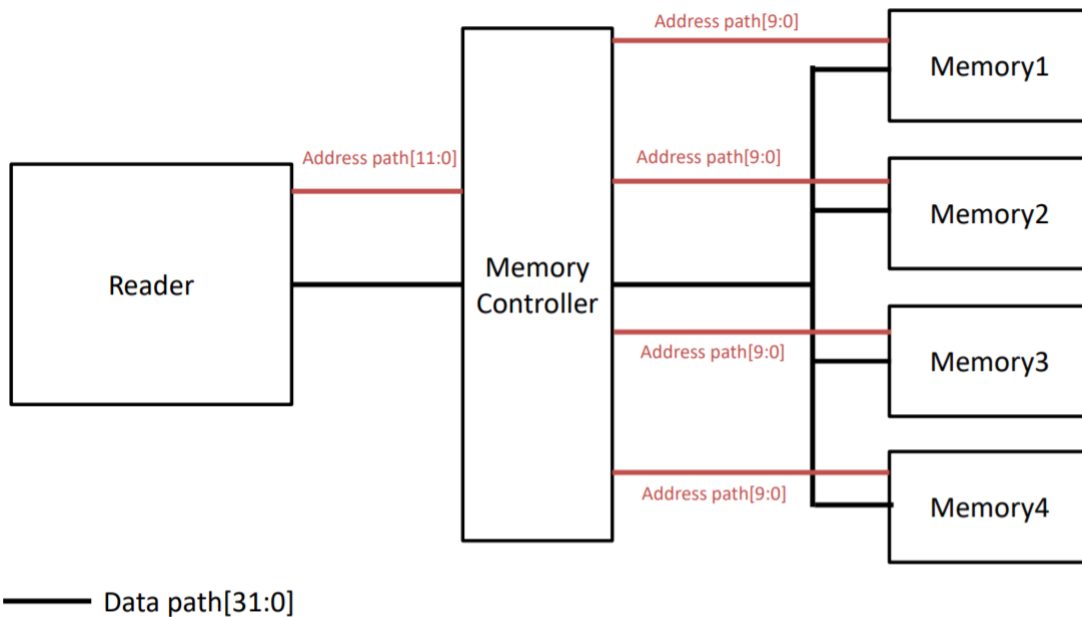 Address path[9:0]
Memory1
Address path[11:0]
Address path[9:0]
Memory2
Reader
Memory
Controller
Address path[9:0]
Memory3
Address path[9:0]
Memory4
Data path[31:0]